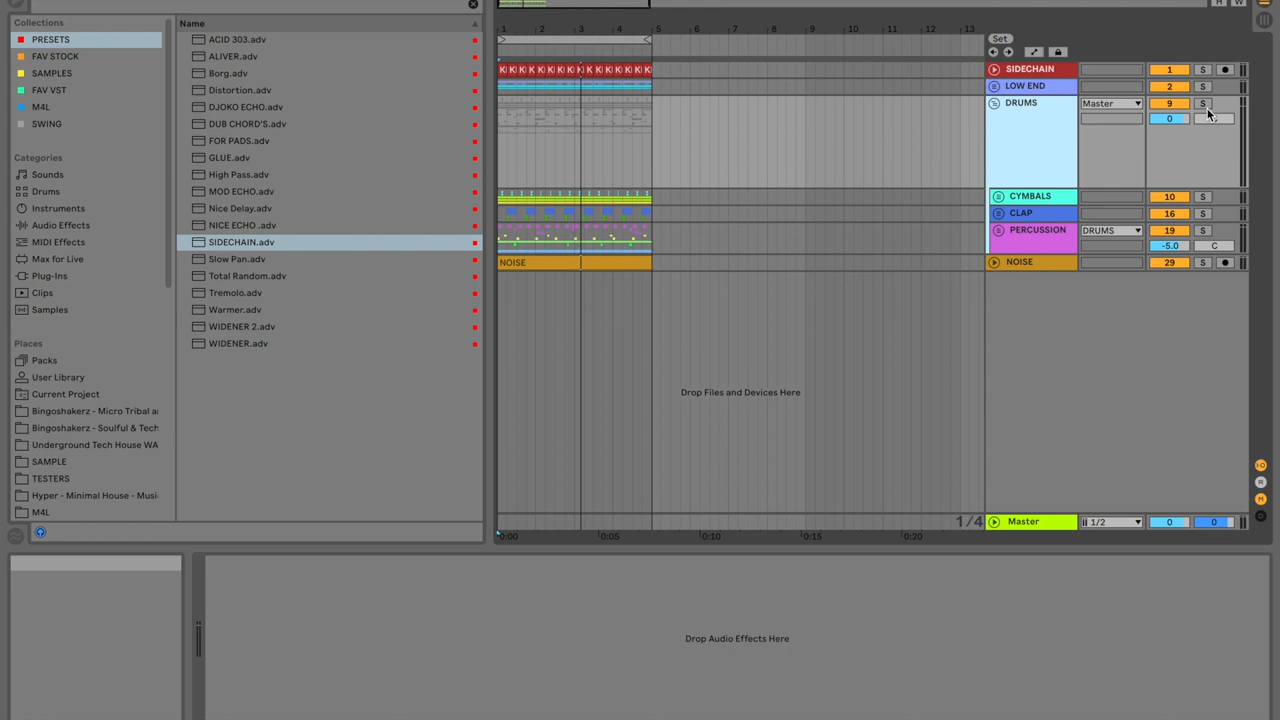 H W
Collections
PRESETS
FAV STOCK
SAMPLES
FAV VST
M4L
SWING
Categories
Sounds
Drums
Instruments
Audio Effects
MIDI Effects
Max for Live
Plug-Ins
Clips
Samples
Places
Packs
User Library
Current Project
Bingoshakerz - Micro Tribal ar
Bingoshakerz - Soulful & Tech
Underground Tech House WA
SAMPLE
TESTERS
Hyper - Minimal House - Musi
M4L
Name
ACID 303.adv
ALIVER.adv
Borg.adv
Distortion.adv
DJOKO ECHO.adv
DUB CHORD'S.adv
FOR PADS.adv
GLUE.adv
High Pass.adv
MOD ECHO.adv
Nice Delay.adv
NICE ECHO .adv
SIDECHAIN.adv
Slow Pan.adv
Total Random.adv
Tremolo.adv
Warmer.adv
WIDENER 2.adv
WIDENER.adv
1 2 3 4 5 6 7 8 9 10 11 12 13
Set
K K K K K K K K K K K K K K K K
SIDECHAIN 1 S
LOW END 2 S
DRUMS Master 9 S
0
CYMBALS 10 S
CLAP 16 S
PERCUSSION DRUMS 19 S
-5.0 C
NOISE
NOISE 29 S
Drop Files and Devices Here
1/4
Master 1/2 0 0
0:00 0:05 0:10 0:15 0:20
I·O
R
M
D
Drop Audio Effects Here